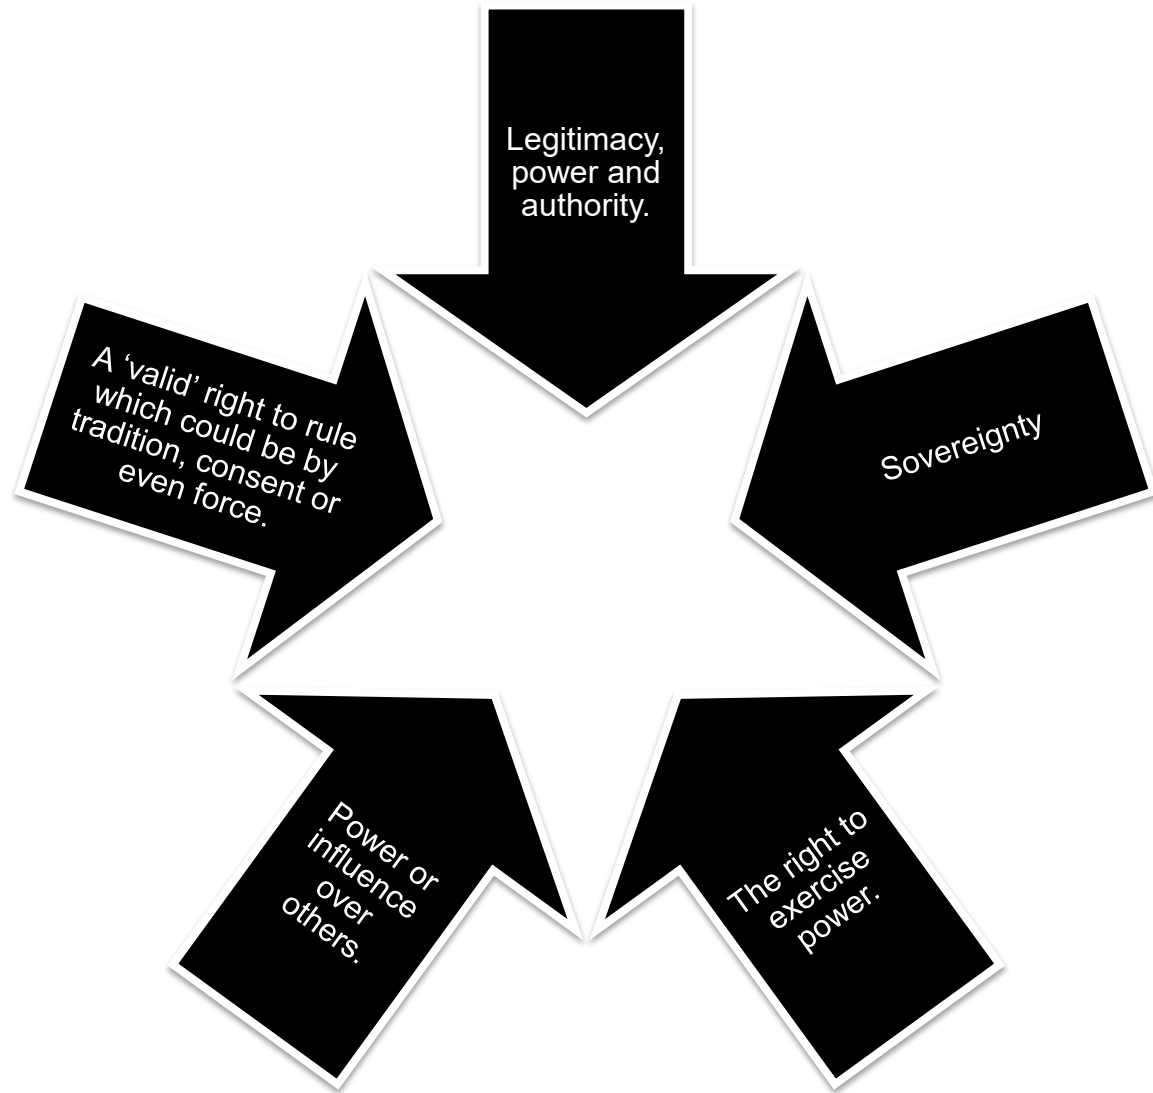 Legitimacy,
power and
authority.
Sovereignty
The right to
exercise
power.
Power or
influence
over
others.
A ‘valid’ right to rule
which could be by
tradition, consent or
even force.